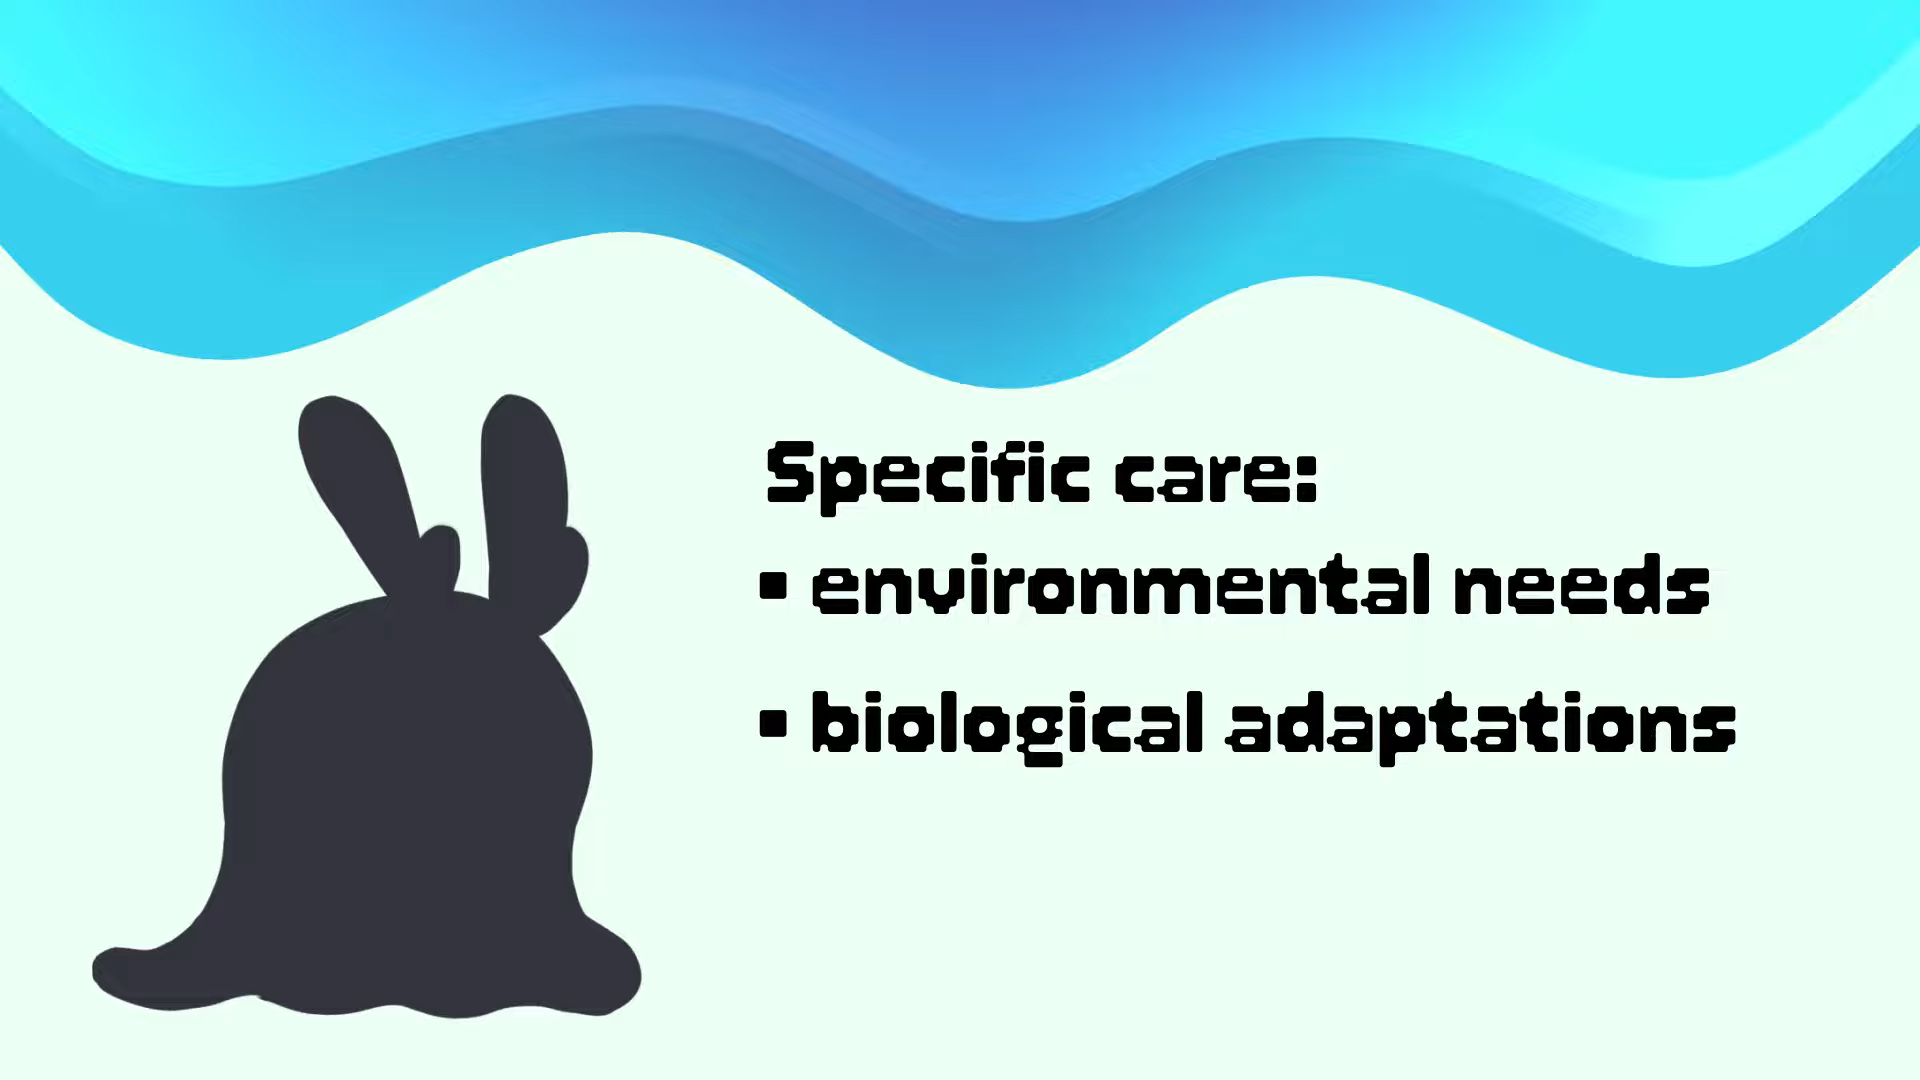 Specific care:
▪ environmental needs
▪ biological adaptations